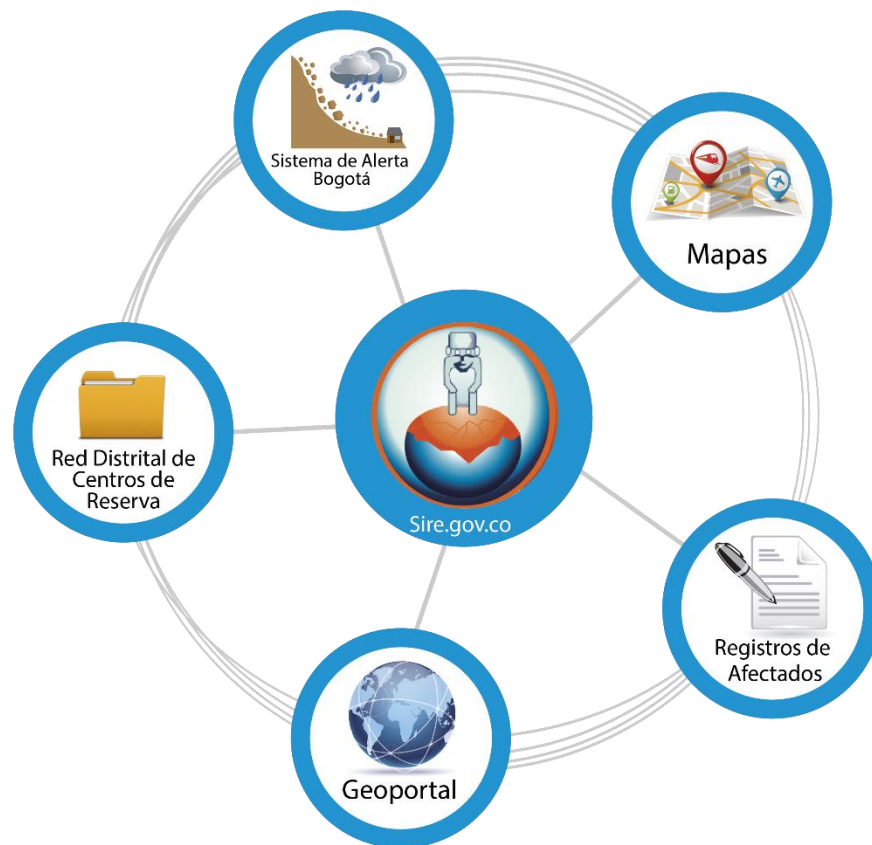 Sistema de Alerta
Bogotá
Mapas
Red Distrital de
Centros de
Reserva
Sire.gov.co
Registros de
Afectados
Geoportal